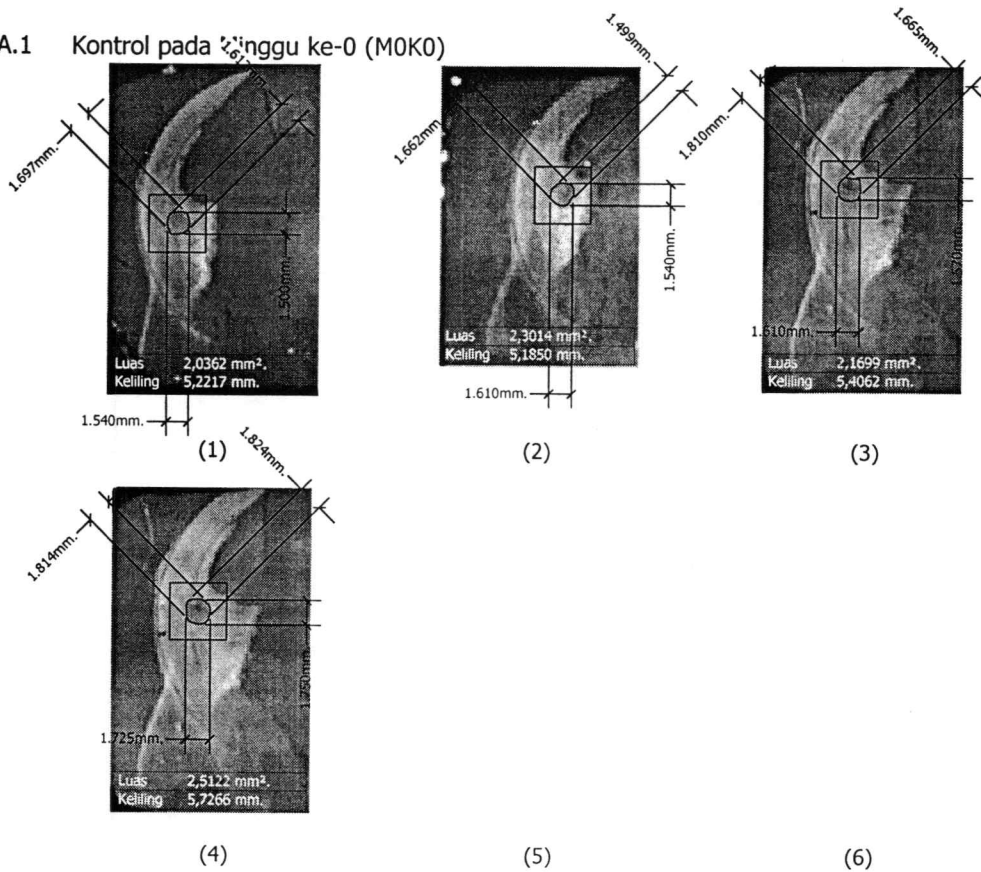 A.1 Kontrol pada Minggu ke-0 (M0K0)
1.697mm.
1.500mm.
Luas 2,0362 mm².
Keliling 5,2217 mm.
1.540mm.
(1)
1.499mm.
1.662mm.
1.540mm.
Luas 2,3014 mm².
Keliling 5,1850 mm.
1.610mm.
(2)
1.665mm.
1.810mm.
1.570mm.
1.610mm.
Luas 2,1699 mm².
Keliling 5,4062 mm.
(3)
1.824mm.
1.814mm.
1.750mm.
1.725mm.
Luas 2,5122 mm².
Keliling 5,7266 mm.
(4)
(5)
(6)